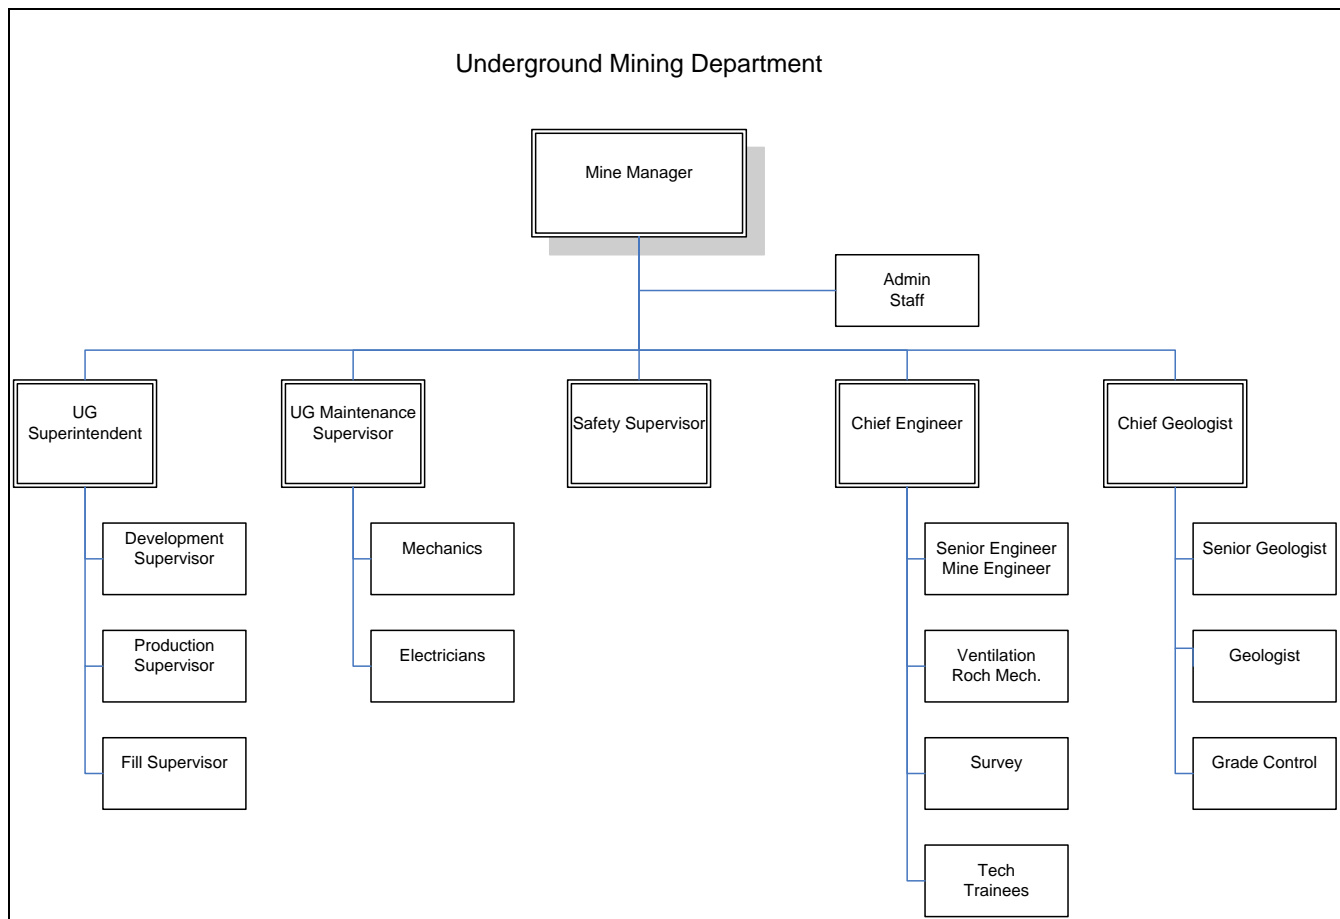 Underground Mining Department
Mine Manager
Admin
Staff
UG
Superintendent
UG Maintenance
Supervisor
Safety Supervisor
Chief Engineer
Chief Geologist
Development
Supervisor
Mechanics
Senior Engineer
Mine Engineer
Senior Geologist
Production
Supervisor
Electricians
Ventilation
Roch Mech.
Geologist
Fill Supervisor
Survey
Grade Control
Tech
Trainees